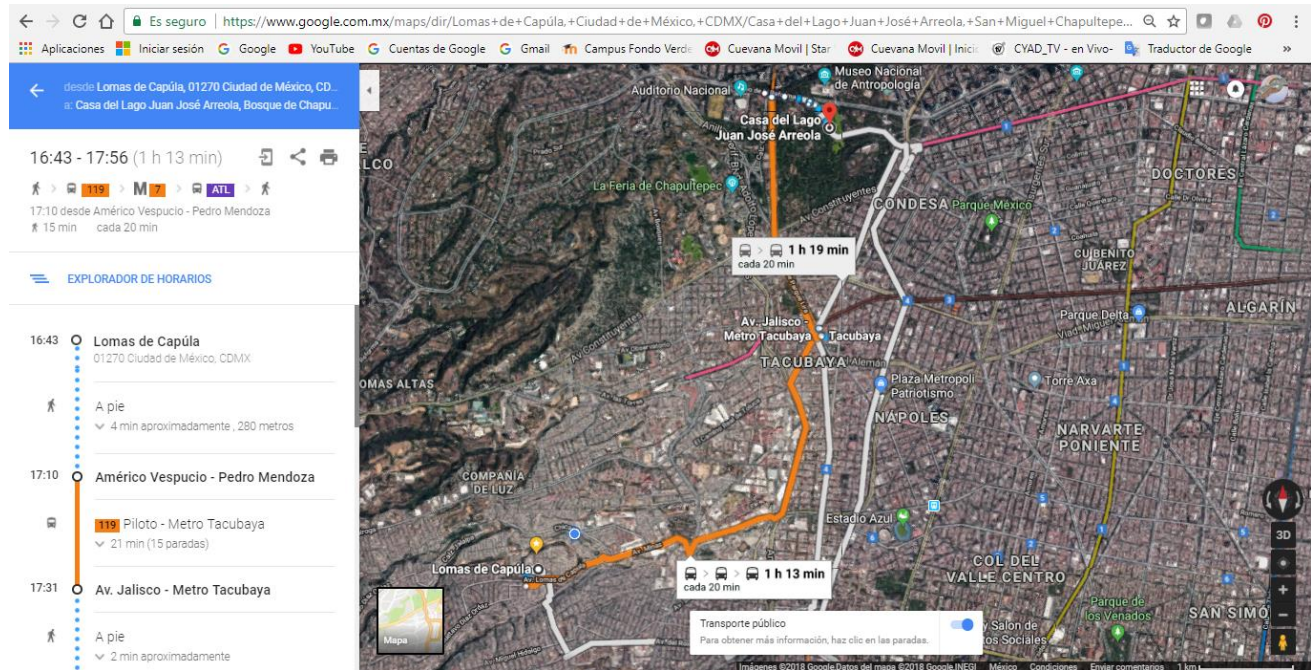 Es seguro | https://www.google.com.mx/maps/dir/Lomas+de+Capúla,+Ciudad+de+México,+CDMX/Casa+del+Lago+Juan+José+Arreola,+San+Miguel+Chapultepe...
Aplicaciones Iniciar sesión Google YouTube Cuentas de Google Gmail Campus Fondo Verde Cuevana Movil | Star Cuevana Movil | Inicio CYAD_TV - en Vivo- Traductor de Google »
desde Lomas de Capúla, 01270 Ciudad de México, CD...
a: Casa del Lago Juan José Arreola, Bosque de Chapu...
16:43 - 17:56 (1 h 13 min)
119 > M 7 > ATL >
17:10 desde Américo Vespucio - Pedro Mendoza
15 min cada 20 min
EXPLORADOR DE HORARIOS
16:43 Lomas de Capúla
01270 Ciudad de México, CDMX
A pie
4 min aproximadamente , 280 metros
17:10 Américo Vespucio - Pedro Mendoza
119 Piloto - Metro Tacubaya
21 min (15 paradas)
17:31 Av. Jalisco - Metro Tacubaya
A pie
2 min aproximadamente
Museo Nacional
de Antropología
Auditorio Nacional
Casa del Lago
Juan José Arreola
LCO
DOCTORES
La Feria de Chapultepec
Av Constituyentes
CONDESA
Parque México
1 h 19 min
cada 20 min
CU BENITO
JUÁREZ
ALGARÍN
Parque Delta
Av. Jalisco -
Metro Tacubaya
Tacubaya
TACUBAYA
Av Constituyentes
OMAS ALTAS
Plaza Metropoli
Patriotismo
Torre Axa
NÁPOLES
NARVARTE
PONIENTE
COMPAÑÍA
DE LUZ
Estadio Azul
Lomas de Capúla
1 h 13 min
cada 20 min
COL DEL
VALLE CENTRO
Parque de
los Venados
SAN SIMÓ
Salon de
os Sociales
3D
Mapa
Transporte público
Para obtener más información, haz clic en las paradas.
Imágenes ©2018 Google, Datos del mapa ©2018 Google, INEGI México Condiciones Enviar comentarios 1 km